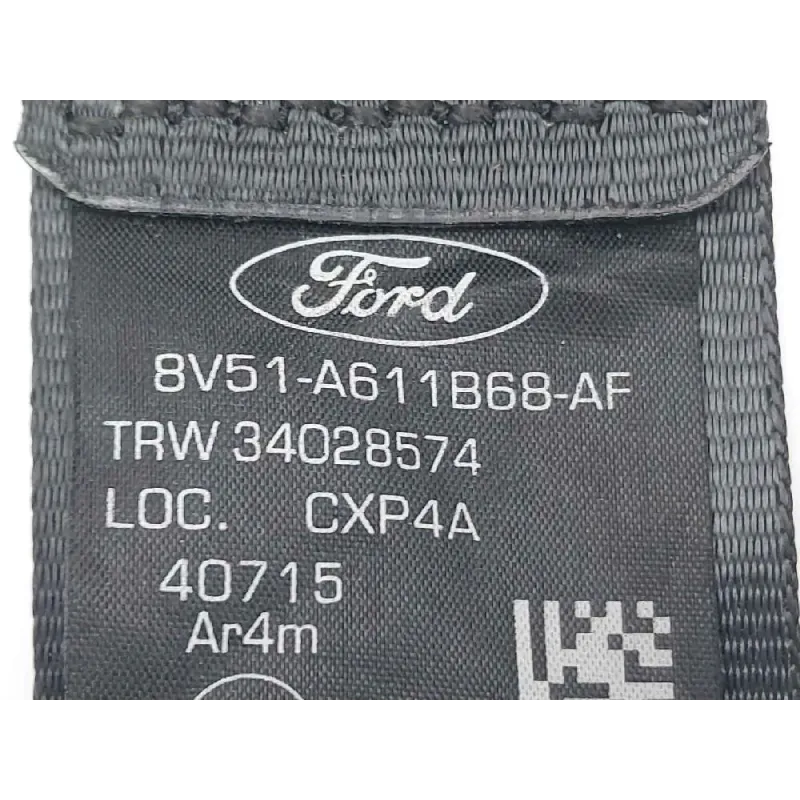 Ford
8V51-A611B68-AF
TRW 34028574
LOC. CXP4A
40715
Ar4m